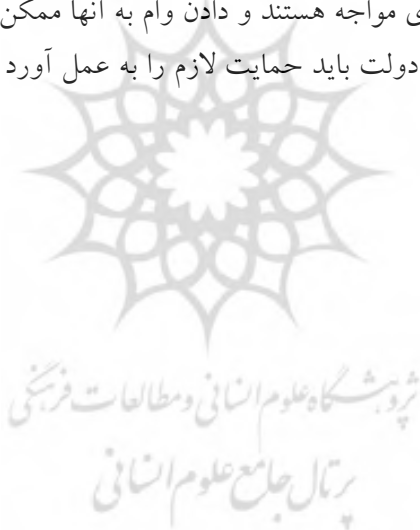 ی مواجه هستند و دادن وام به آنها ممکن
دولت باید حمایت لازم را به عمل آورد
پژوهشگاه علوم انسانی و مطالعات فرهنگی
پرتال جامع علوم انسانی